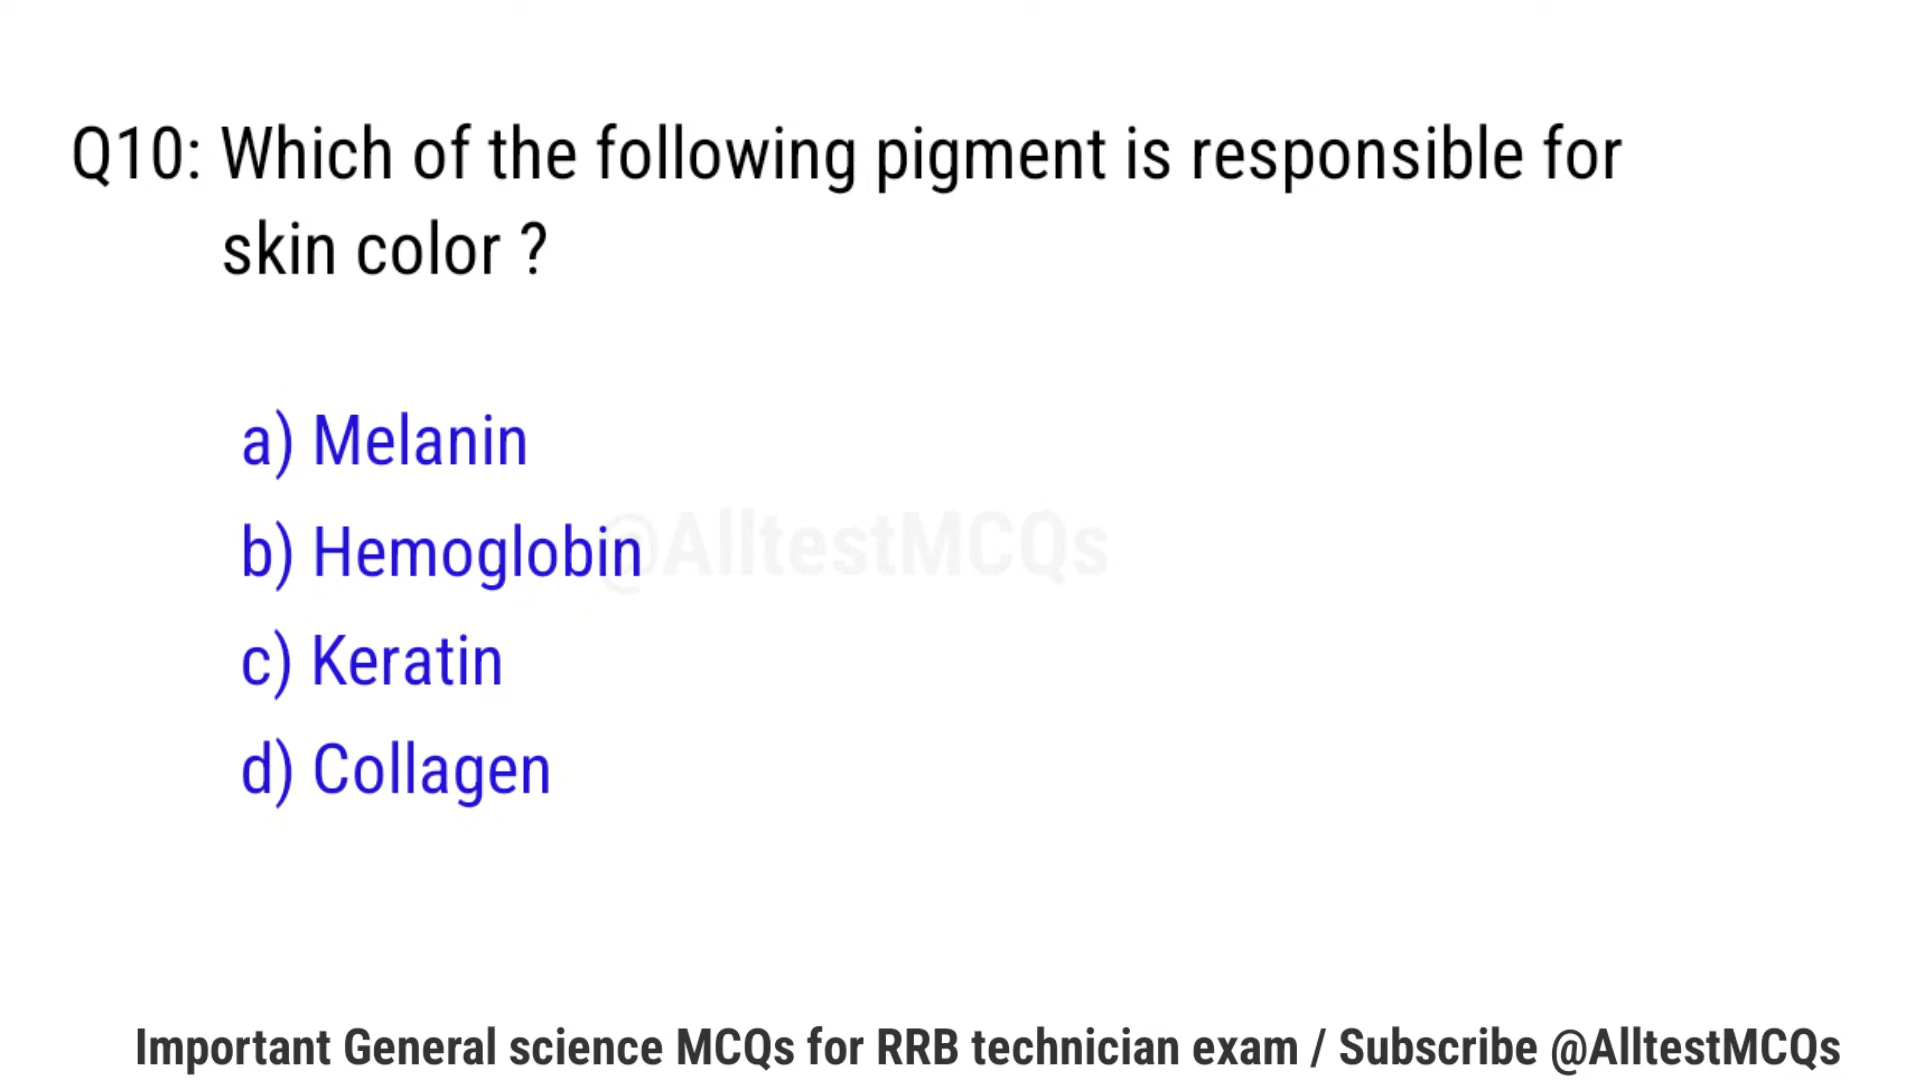 Q10: Which of the following pigment is responsible for
skin color ?
a) Melanin
b) Hemoglobin
@AlltestMCQs
c) Keratin
d) Collagen
Important General science MCQs for RRB technician exam / Subscribe @AlltestMCQs